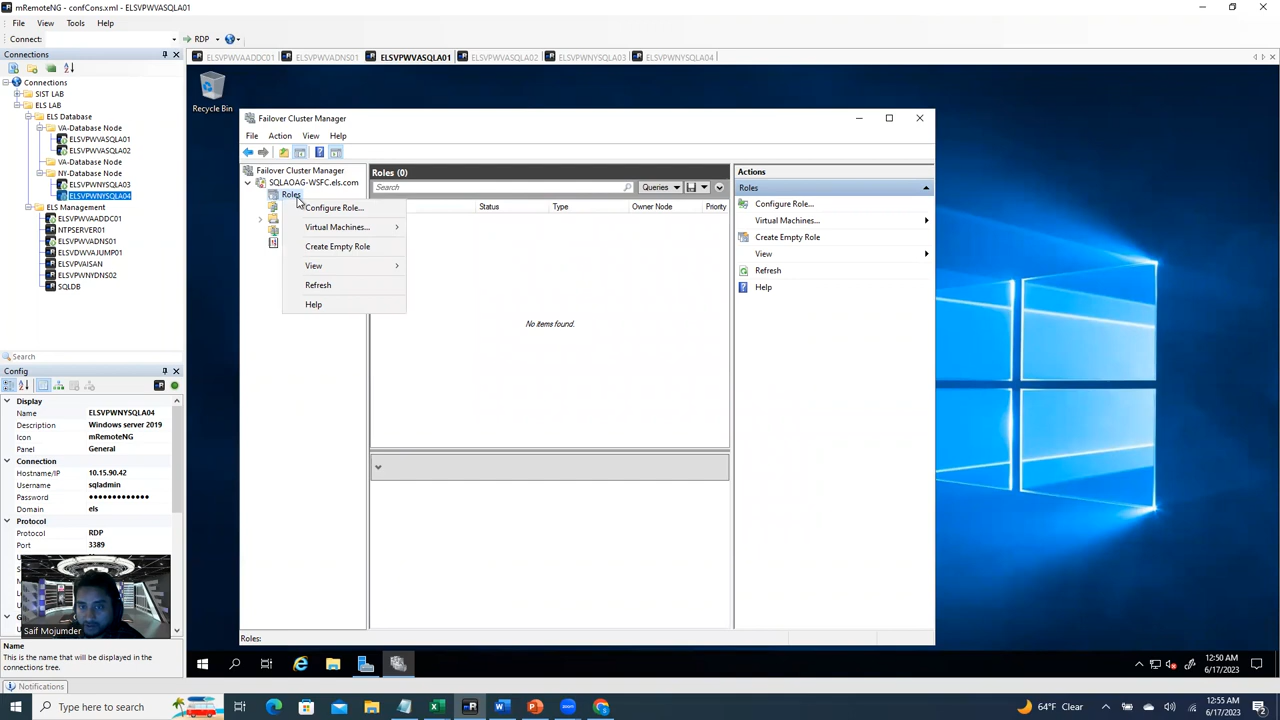 mRemoteNG - confCons.xml - ELSVPWVASQLA01
File View Tools Help
Connect: RDP
Connections
Connections
SIST LAB
ELS LAB
ELS Database
VA-Database Node
ELSVPWVASQLA01
ELSVPWVASQLA02
VA-Database Node
NY-Database Node
ELSVPWNYSQLA03
ELSVPWNYSQLA04
ELS Management
ELSVPWVAADDC01
NTPSERVER01
ELSVPWVADNS01
ELSVDWVAJUMP01
ELSVPVAISAN
ELSVPWNYDNS02
SQLDB
Search
Config
Display
Name ELSVPWNYSQLA04
Description Windows server 2019
Icon mRemoteNG
Panel General
Connection
Hostname/IP 10.15.90.42
Username sqladmin
Password ••••••••••••
Domain els
Protocol
Protocol RDP
Port 3389
Saif Mojumder
Name
This is the name that will be displayed in the connections tree.
Notifications
ELSVPWVAADDC01 ELSVPWVADNS01 ELSVPWVASQLA01 ELSVPWVASQLA02 ELSVPWNYSQLA03 ELSVPWNYSQLA04
Recycle Bin
Failover Cluster Manager
File Action View Help
Failover Cluster Manager
SQLAOAG-WSFC.els.com
Roles
Configure Role...
Virtual Machines...
Create Empty Role
View
Refresh
Help
Roles (0)
Search Queries
Status Type Owner Node Priority
No items found.
Actions
Roles
Configure Role...
Virtual Machines...
Create Empty Role
View
Refresh
Help
Roles:
12:50 AM
6/17/2023
Type here to search
64°F Clear
12:55 AM
6/17/2023
2